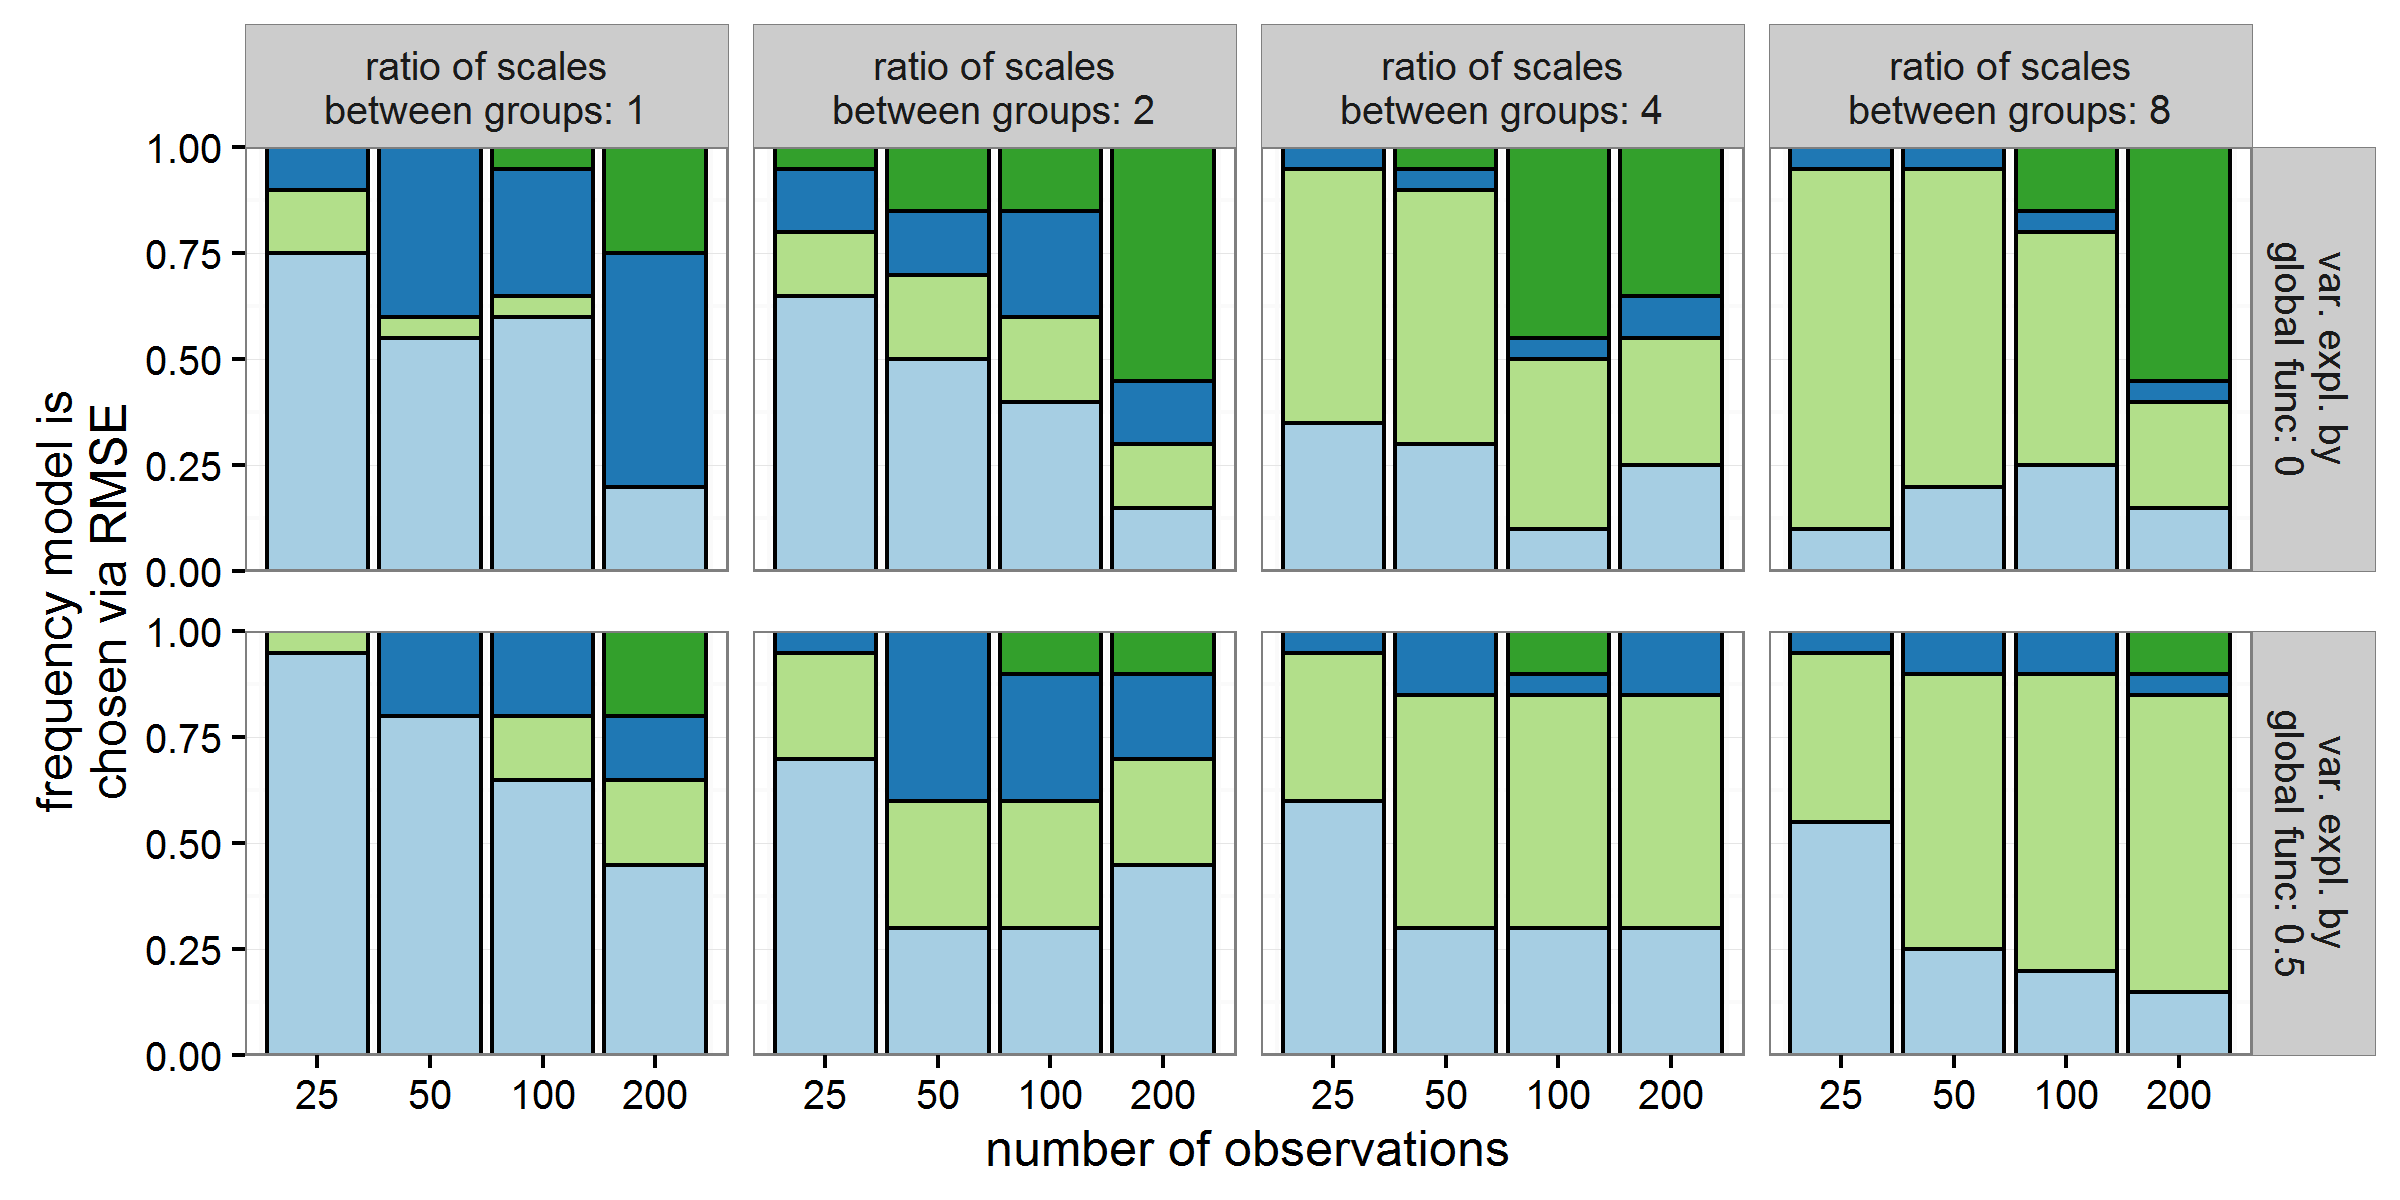 ratio of scales
between groups: 1
ratio of scales
between groups: 2
ratio of scales
between groups: 4
ratio of scales
between groups: 8
frequency model is
chosen via RMSE
1.00
0.75
0.50
0.25
0.00
var. expl. by
global func: 0
1.00
0.75
0.50
0.25
0.00
var. expl. by
global func: 0.5
25 50 100 200
25 50 100 200
25 50 100 200
25 50 100 200
number of observations